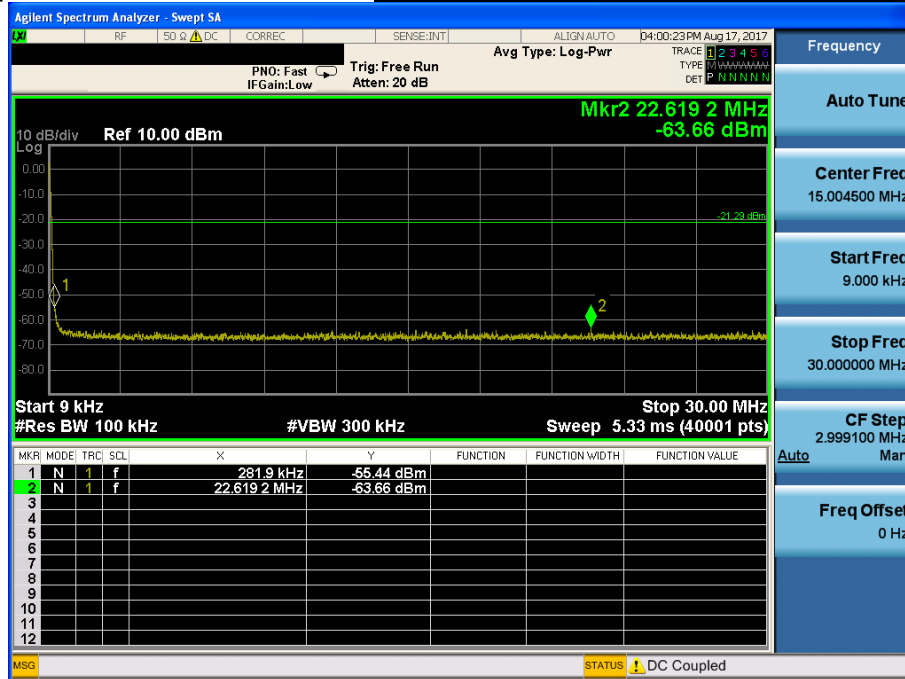 Agilent Spectrum Analyzer - Swept SA
LXI RF 50 Ω DC CORREC SENSE:INT ALIGN AUTO 04:00:23 PM Aug 17, 2017
Avg Type: Log-Pwr
TRACE 1 2 3 4 5 6
PNO: Fast Trig: Free Run
TYPE M WWWWW
IFGain:Low Atten: 20 dB
DET P N N N N N
Mkr2 22.619 2 MHz
-63.66 dBm
10 dB/div Ref 10.00 dBm
Log
0.00
-10.0
-20.0
-21.29 dBm
-30.0
-40.0
-50.0
1
-60.0
2
-70.0
-80.0
Start 9 kHz Stop 30.00 MHz
#Res BW 100 kHz #VBW 300 kHz Sweep 5.33 ms (40001 pts)
MKR MODE TRC SCL X Y FUNCTION FUNCTION WIDTH FUNCTION VALUE
1 N 1 f 281.9 kHz -55.44 dBm
2 N 1 f 22.619 2 MHz -63.66 dBm
3
4
5
6
7
8
9
10
11
12
MSG STATUS DC Coupled
Frequency
Auto Tune
Center Freq
15.004500 MHz
Start Freq
9.000 kHz
Stop Freq
30.000000 MHz
CF Step
2.999100 MHz
Auto Man
Freq Offset
0 Hz